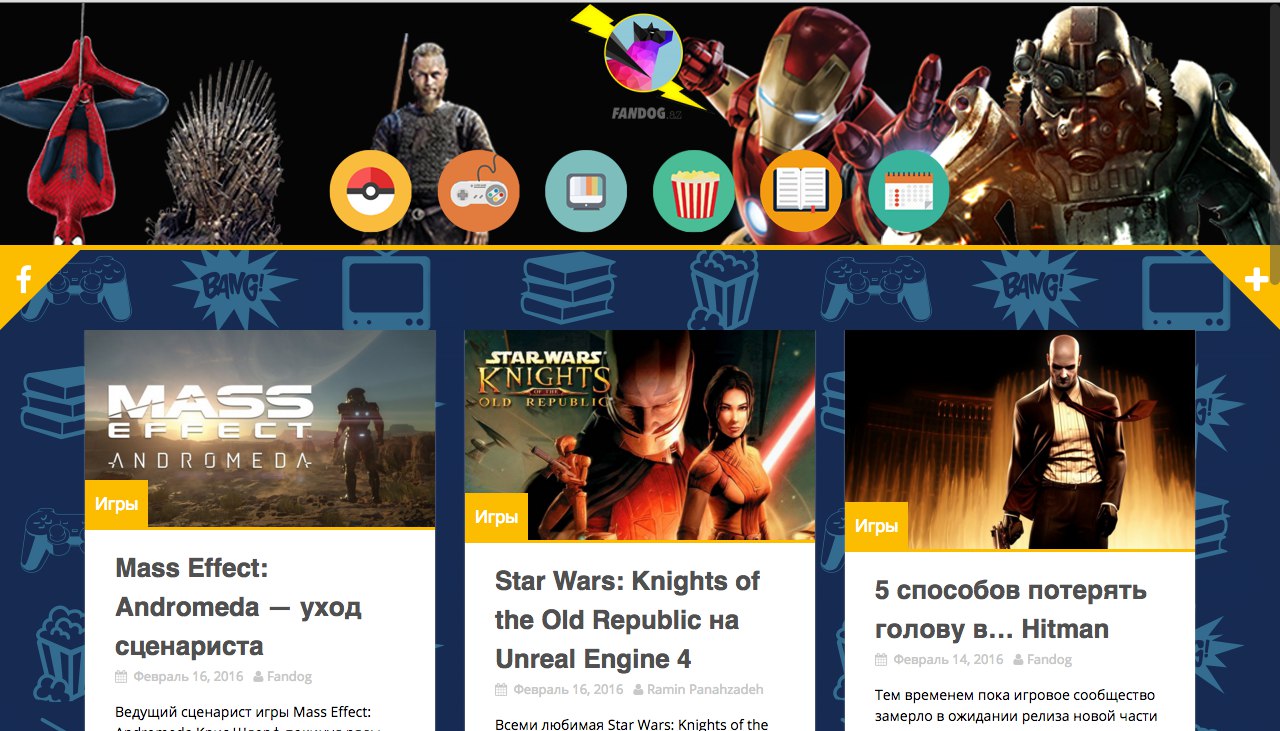 FANDOG.az
BANG!
BANG!
MASS
EFFECT
ANDROMEDA
Игры
Mass Effect:
Andromeda — уход
сценариста
Февраль 16, 2016 Fandog
Ведущий сценарист игры Mass Effect:
STAR WARS
KNIGHTS
OF THE
OLD REPUBLIC
Игры
Star Wars: Knights of
the Old Republic на
Unreal Engine 4
Февраль 16, 2016 Ramin Panahzadeh
Всеми любимая Star Wars: Knights of the
Игры
5 способов потерять
голову в... Hitman
Февраль 14, 2016 Fandog
Тем временем пока игровое сообщество
замерло в ожидании релиза новой части